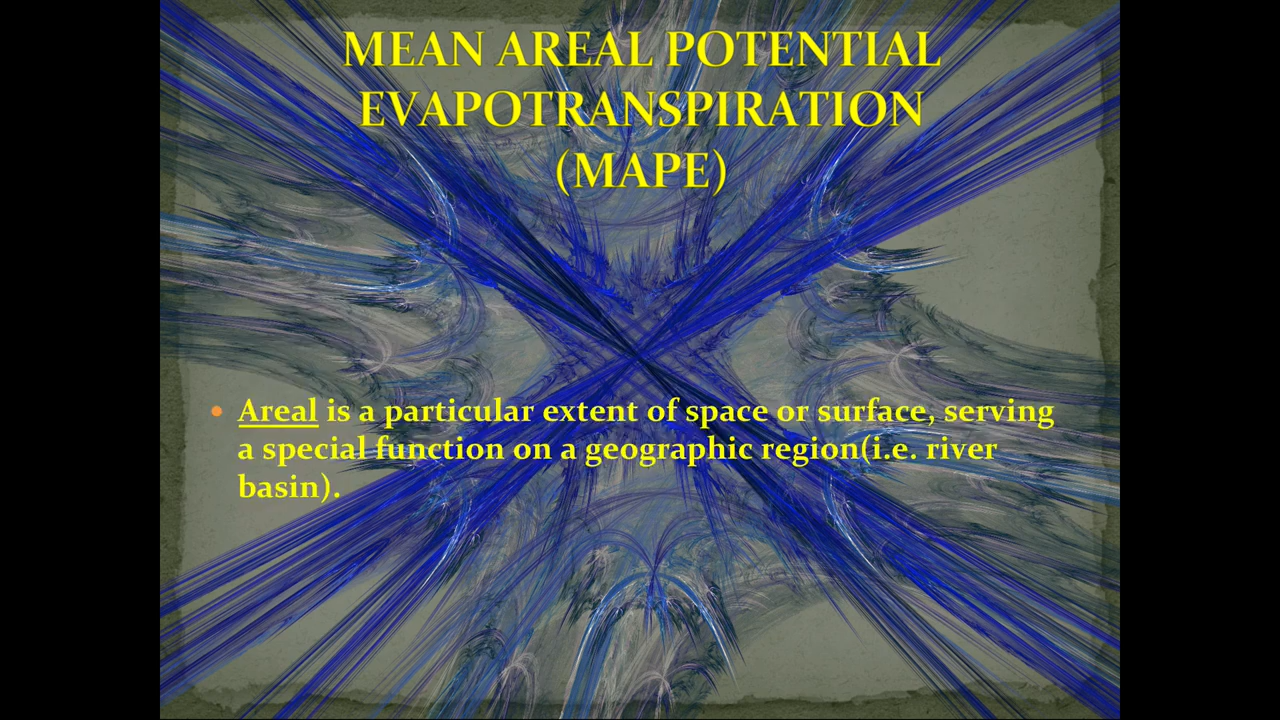 MEAN AREAL POTENTIAL
EVAPOTRANSPIRATION
(MAPE)
• Areal is a particular extent of space or surface, serving
a special function on a geographic region(i.e. river
basin).